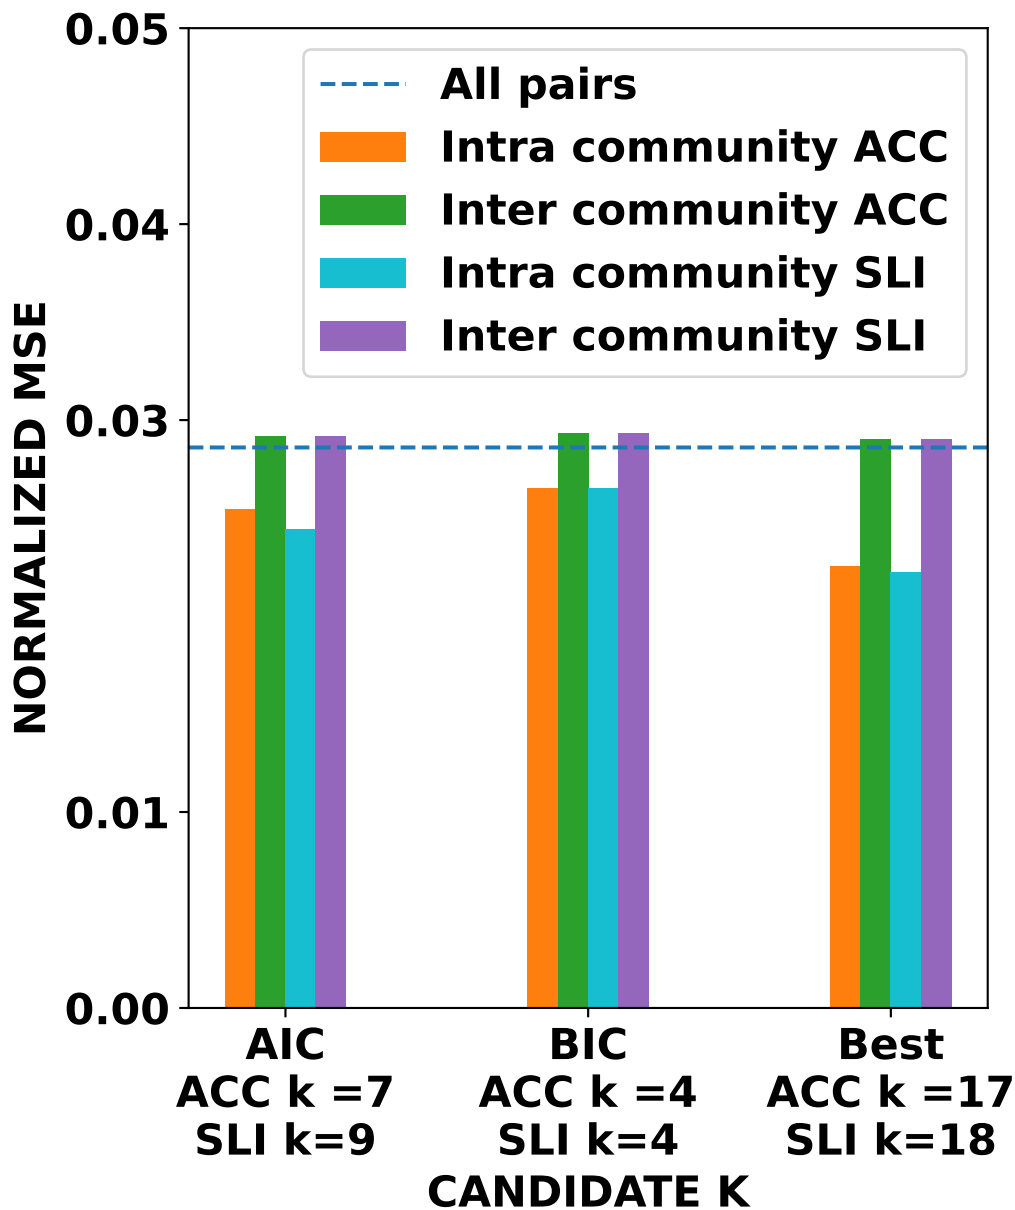 0.05
0.04
0.03
0.01
0.00
NORMALIZED MSE
All pairs
Intra community ACC
Inter community ACC
Intra community SLI
Inter community SLI
AIC
ACC k =7
SLI k=9
BIC
ACC k =4
SLI k=4
Best
ACC k =17
SLI k=18
CANDIDATE K